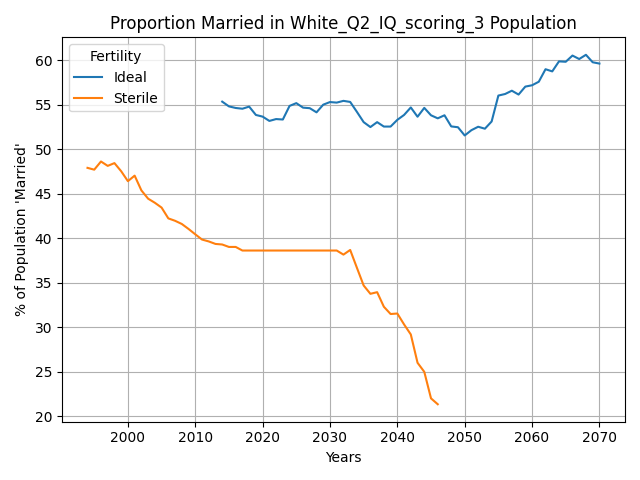 Proportion Married in White_Q2_IQ_scoring_3 Population
Fertility
Ideal
Sterile
% of Population 'Married'
60
55
50
45
40
35
30
25
20
2000
2010
2020
2030
2040
2050
2060
2070
Years